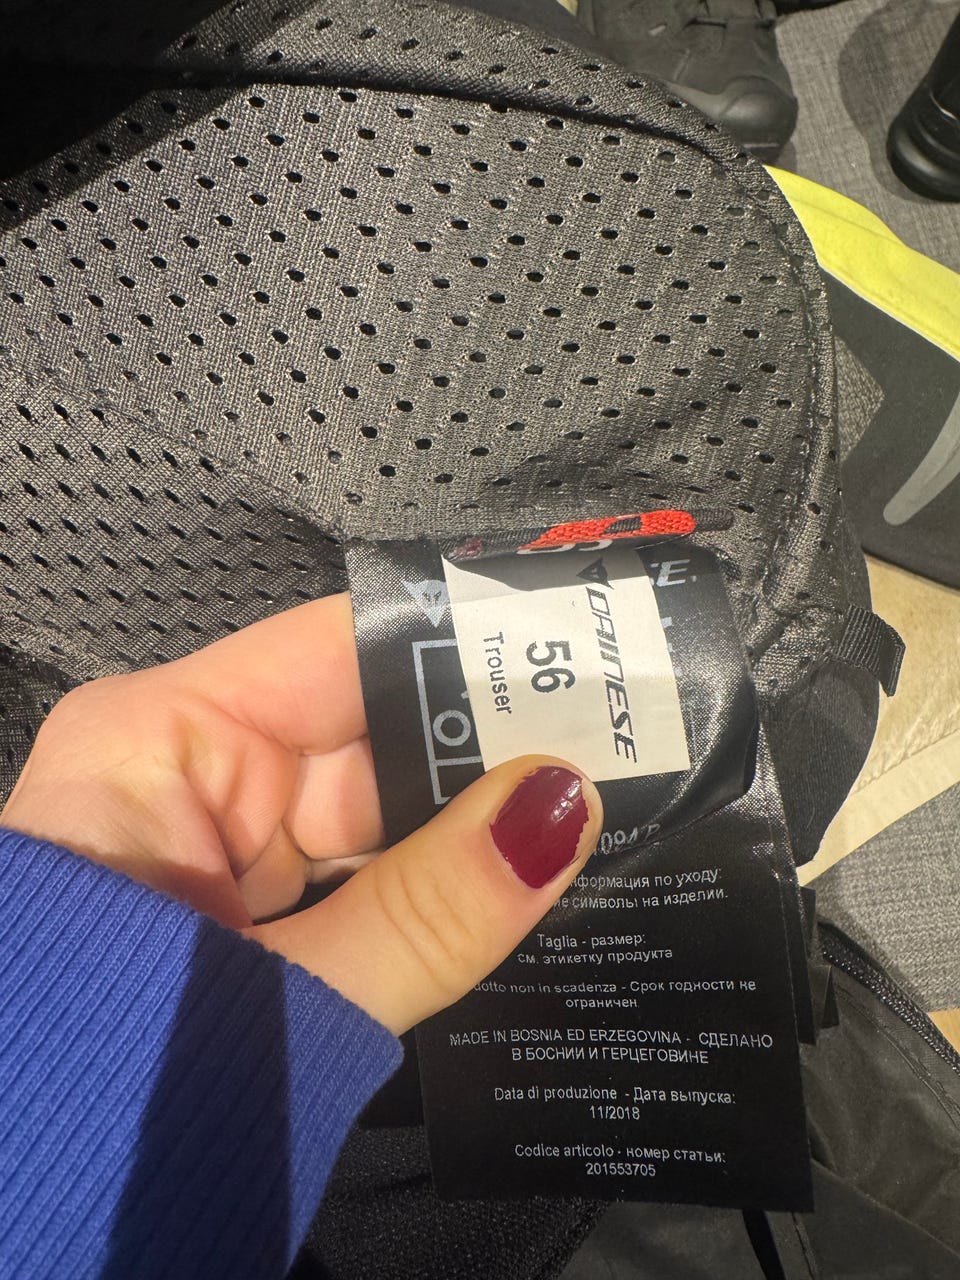 DAINESE
56
Trouser
информация по уходу:
символы на изделии.
Taglia - размер:
см. этикетку продукта
non in scadenza - Срок годности не
ограничен
MADE IN BOSNIA ED ERZEGOVINA - СДЕЛАНО
В БОСНИИ И ГЕРЦЕГОВИНЕ
Data di produzione - Дата выпуска:
11/2018
Codice articolo - номер статьи:
201553705